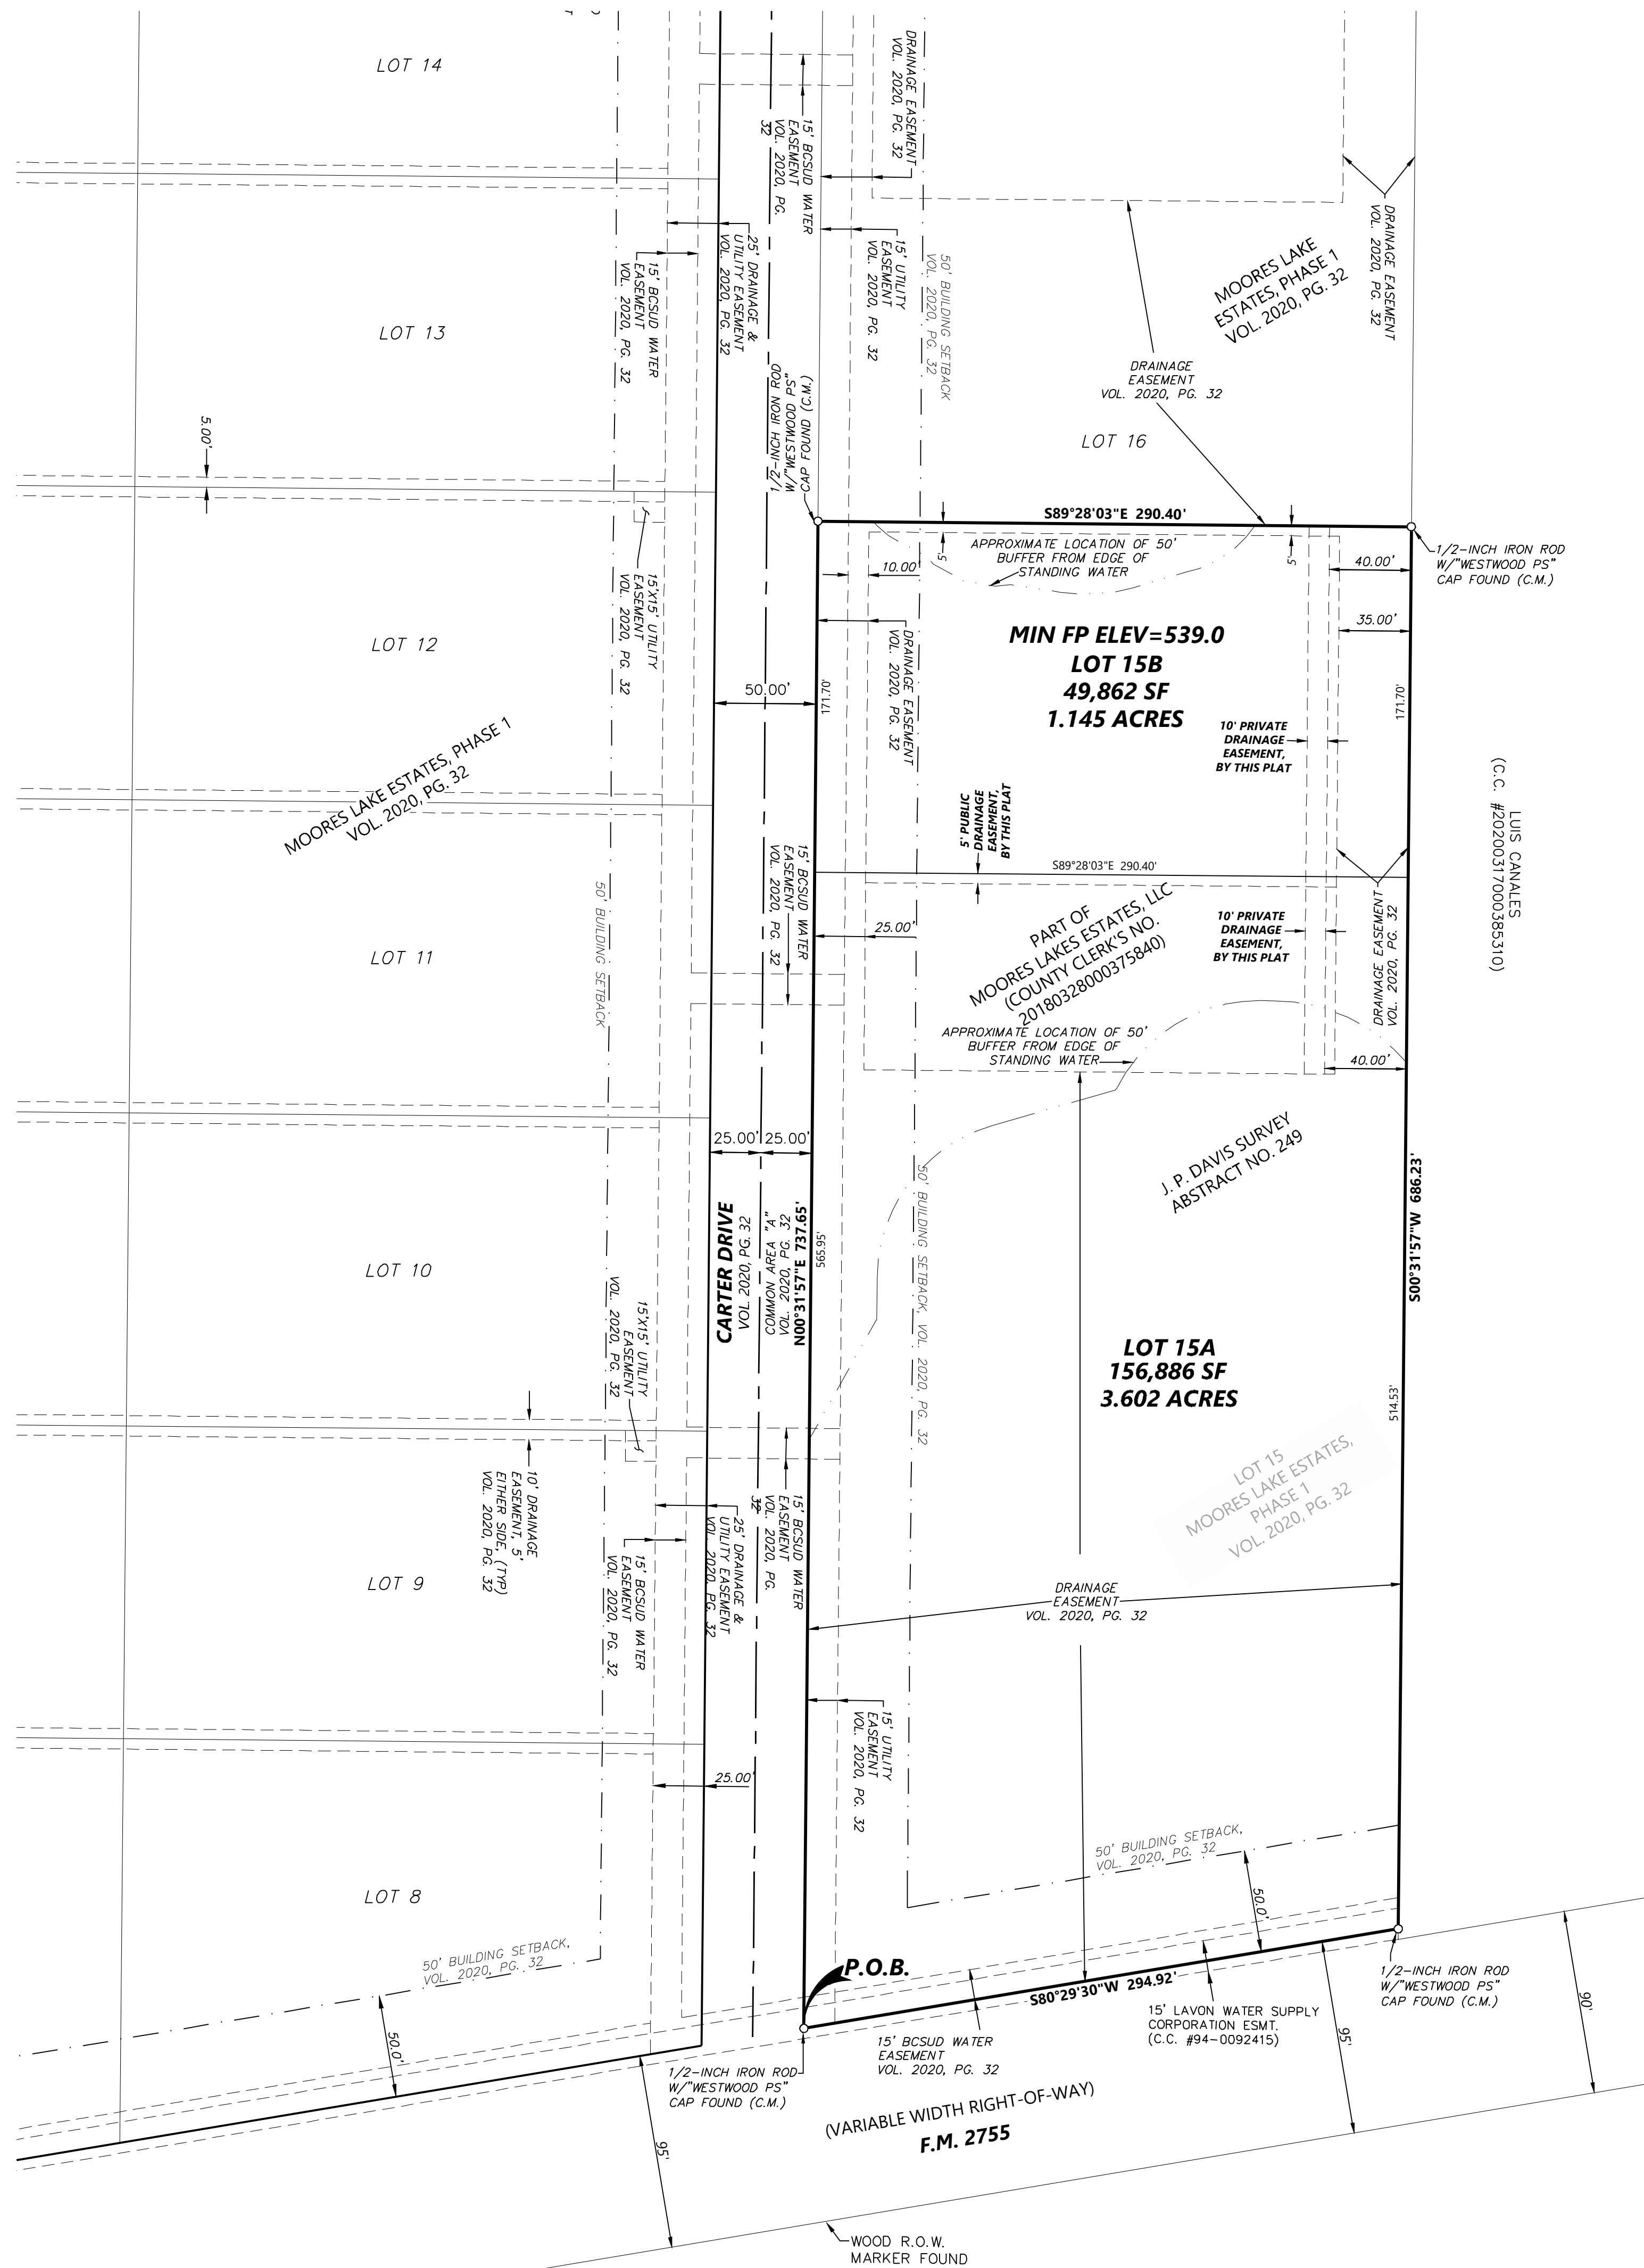 LOT 14
DRAINAGE EASEMENT
VOL. 2020, PG. 32
15' BCSUD WATER
EASEMENT
VOL. 2020, PG.
32
DRAINAGE EASEMENT
VOL. 2020, PG. 32
MOORES LAKE
ESTATES, PHASE 1
VOL. 2020, PG. 32
25' DRAINAGE &
UTILITY EASEMENT
VOL. 2020, PG. 32
15' BCSUD WATER
EASEMENT
VOL. 2020, PG. 32
15' UTILITY
EASEMENT
VOL. 2020, PG. 32
50' BUILDING SETBACK
VOL. 2020, PG. 32
LOT 13
DRAINAGE
EASEMENT
VOL. 2020, PG. 32
LOT 16
5.00'
1/2-INCH IRON ROD
W/"WESTWOOD PS"
CAP FOUND (C.M.)
S89°28'03"E 290.40'
APPROXIMATE LOCATION OF 50'
BUFFER FROM EDGE OF
STANDING WATER
5'
5'
10.00'
40.00'
1/2-INCH IRON ROD
W/"WESTWOOD PS"
CAP FOUND (C.M.)
35.00'
15'X15' UTILITY
EASEMENT
VOL. 2020, PG. 32
LOT 12
DRAINAGE EASEMENT
VOL. 2020, PG. 32
MIN FP ELEV=539.0
LOT 15B
49,862 SF
1.145 ACRES
50.00'
171.70'
171.70'
10' PRIVATE
DRAINAGE
EASEMENT,
BY THIS PLAT
MOORES LAKE ESTATES, PHASE 1
VOL. 2020, PG. 32
LUIS CANALES
(C.C. #20200317000385310)
5' PUBLIC
DRAINAGE
EASEMENT,
BY THIS PLAT
15' BCSUD WATER
EASEMENT
VOL. 2020, PG. 32
S89°28'03"E 290.40'
25.00'
PART OF
MOORES LAKES ESTATES, LLC
(COUNTY CLERK'S NO.
20180328000375840)
10' PRIVATE
DRAINAGE
EASEMENT,
BY THIS PLAT
DRAINAGE EASEMENT
VOL. 2020, PG. 32
50' BUILDING SETBACK
LOT 11
APPROXIMATE LOCATION OF 50'
BUFFER FROM EDGE OF
STANDING WATER
40.00'
J. P. DAVIS SURVEY
ABSTRACT NO. 249
25.00'
25.00'
CARTER DRIVE
VOL. 2020, PG. 32
COMMON AREA "A"
VOL. 2020, PG. 32
N00°31'57"E 737.65'
565.95'
50' BUILDING SETBACK, VOL. 2020, PG. 32
S00°31'57"W 686.23'
LOT 10
15'X15' UTILITY
EASEMENT
VOL. 2020, PG. 32
LOT 15A
156,886 SF
3.602 ACRES
514.53'
LOT 15
MOORES LAKE ESTATES,
PHASE 1
VOL. 2020, PG. 32
10' DRAINAGE
EASEMENT, 5'
EITHER SIDE, (TYP)
VOL. 2020, PG. 32
15' BCSUD WATER
EASEMENT
VOL. 2020, PG.
32
25' DRAINAGE &
UTILITY EASEMENT
VOL. 2020, PG. 32
15' BCSUD WATER
EASEMENT
VOL. 2020, PG. 32
LOT 9
DRAINAGE
EASEMENT
VOL. 2020, PG. 32
15' UTILITY
EASEMENT
VOL. 2020, PG. 32
25.00'
50' BUILDING SETBACK,
VOL. 2020, PG. 32
50.0'
LOT 8
50' BUILDING SETBACK,
VOL. 2020, PG. 32
50.0'
P.O.B.
S80°29'30"W 294.92'
1/2-INCH IRON ROD
W/"WESTWOOD PS"
CAP FOUND (C.M.)
90'
15' LAVON WATER SUPPLY
CORPORATION ESMT.
(C.C. #94-0092415)
95'
15' BCSUD WATER
EASEMENT
VOL. 2020, PG. 32
1/2-INCH IRON ROD
W/"WESTWOOD PS"
CAP FOUND (C.M.)
(VARIABLE WIDTH RIGHT-OF-WAY)
F.M. 2755
95'
WOOD R.O.W.
MARKER FOUND